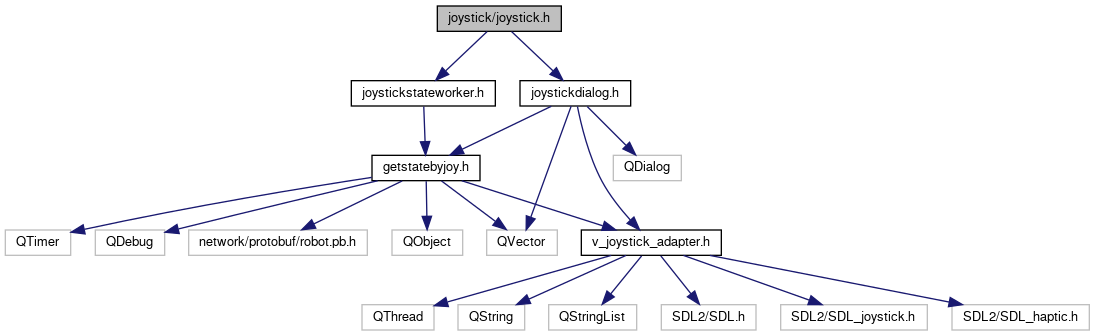 joystick/joystick.h
joystickstateworker.h
joystickdialog.h
getstatebyjoy.h
QDialog
QTimer
QDebug
network/protobuf/robot.pb.h
QObject
QVector
v_joystick_adapter.h
QThread
QString
QStringList
SDL2/SDL.h
SDL2/SDL_joystick.h
SDL2/SDL_haptic.h